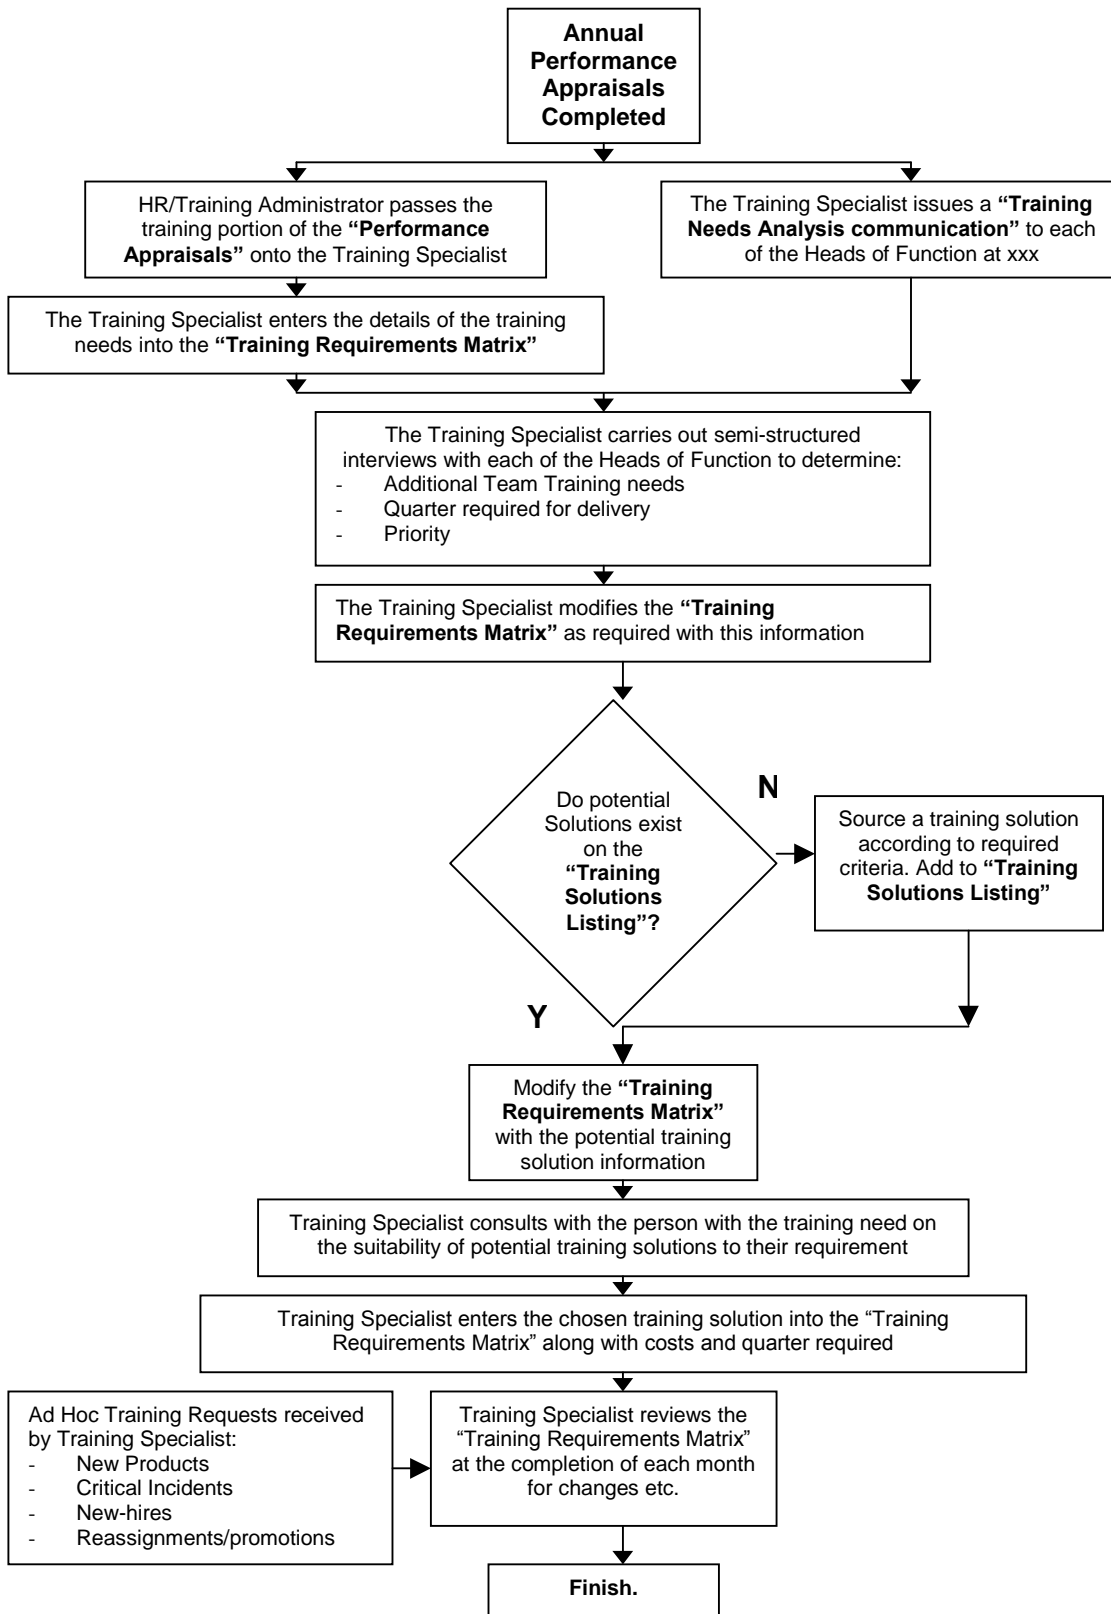 Annual
Performance
Appraisals
Completed
HR/Training Administrator passes the
training portion of the “Performance
Appraisals” onto the Training Specialist
The Training Specialist issues a “Training
Needs Analysis communication” to each
of the Heads of Function at xxx
The Training Specialist enters the details of the training
needs into the “Training Requirements Matrix”
The Training Specialist carries out semi-structured
interviews with each of the Heads of Function to determine:
- Additional Team Training needs
- Quarter required for delivery
- Priority
The Training Specialist modifies the “Training
Requirements Matrix” as required with this information
Do potential
Solutions exist
on the
“Training
Solutions
Listing”?
N
Source a training solution
according to required
criteria. Add to “Training
Solutions Listing”
Y
Modify the “Training
Requirements Matrix”
with the potential training
solution information
Training Specialist consults with the person with the training need on
the suitability of potential training solutions to their requirement
Training Specialist enters the chosen training solution into the “Training
Requirements Matrix” along with costs and quarter required
Ad Hoc Training Requests received
by Training Specialist:
- New Products
- Critical Incidents
- New-hires
- Reassignments/promotions
Training Specialist reviews the
“Training Requirements Matrix”
at the completion of each month
for changes etc.
Finish.